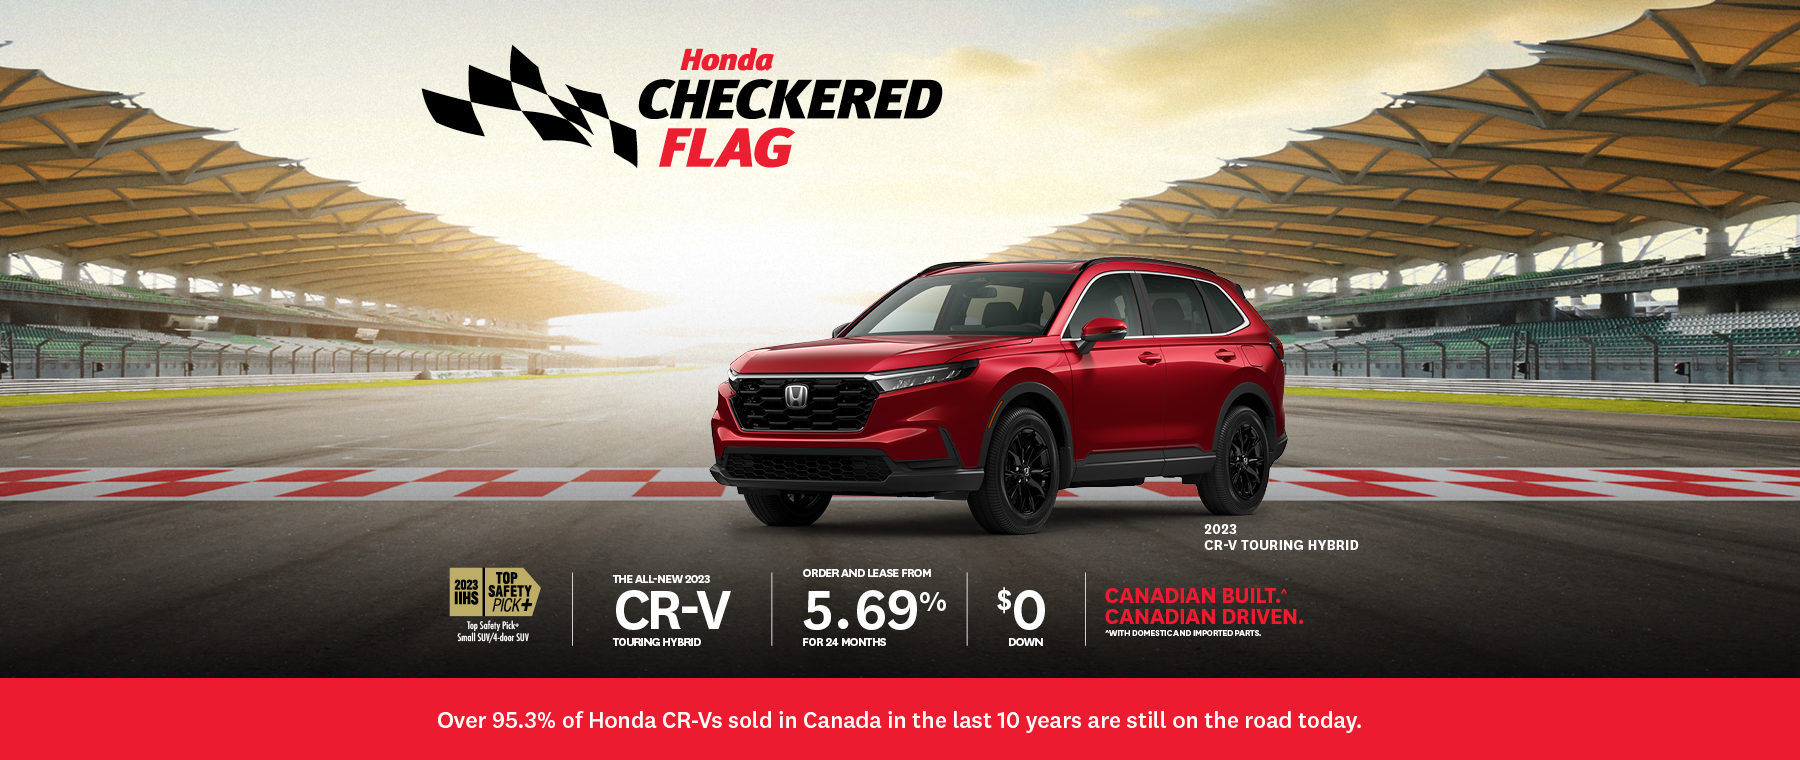 Honda
CHECKERED
FLAG
2023
CR-V TOURING HYBRID
2023
IIHS
TOP
SAFETY
PICK+
Top Safety Pick+
Small SUV/4-door SUV
THE ALL-NEW 2023
CR-V
TOURING HYBRID
ORDER AND LEASE FROM
5.69%
FOR 24 MONTHS
$0
DOWN
CANADIAN BUILT.^
CANADIAN DRIVEN.
^WITH DOMESTIC AND IMPORTED PARTS.
Over 95.3% of Honda CR-Vs sold in Canada in the last 10 years are still on the road today.